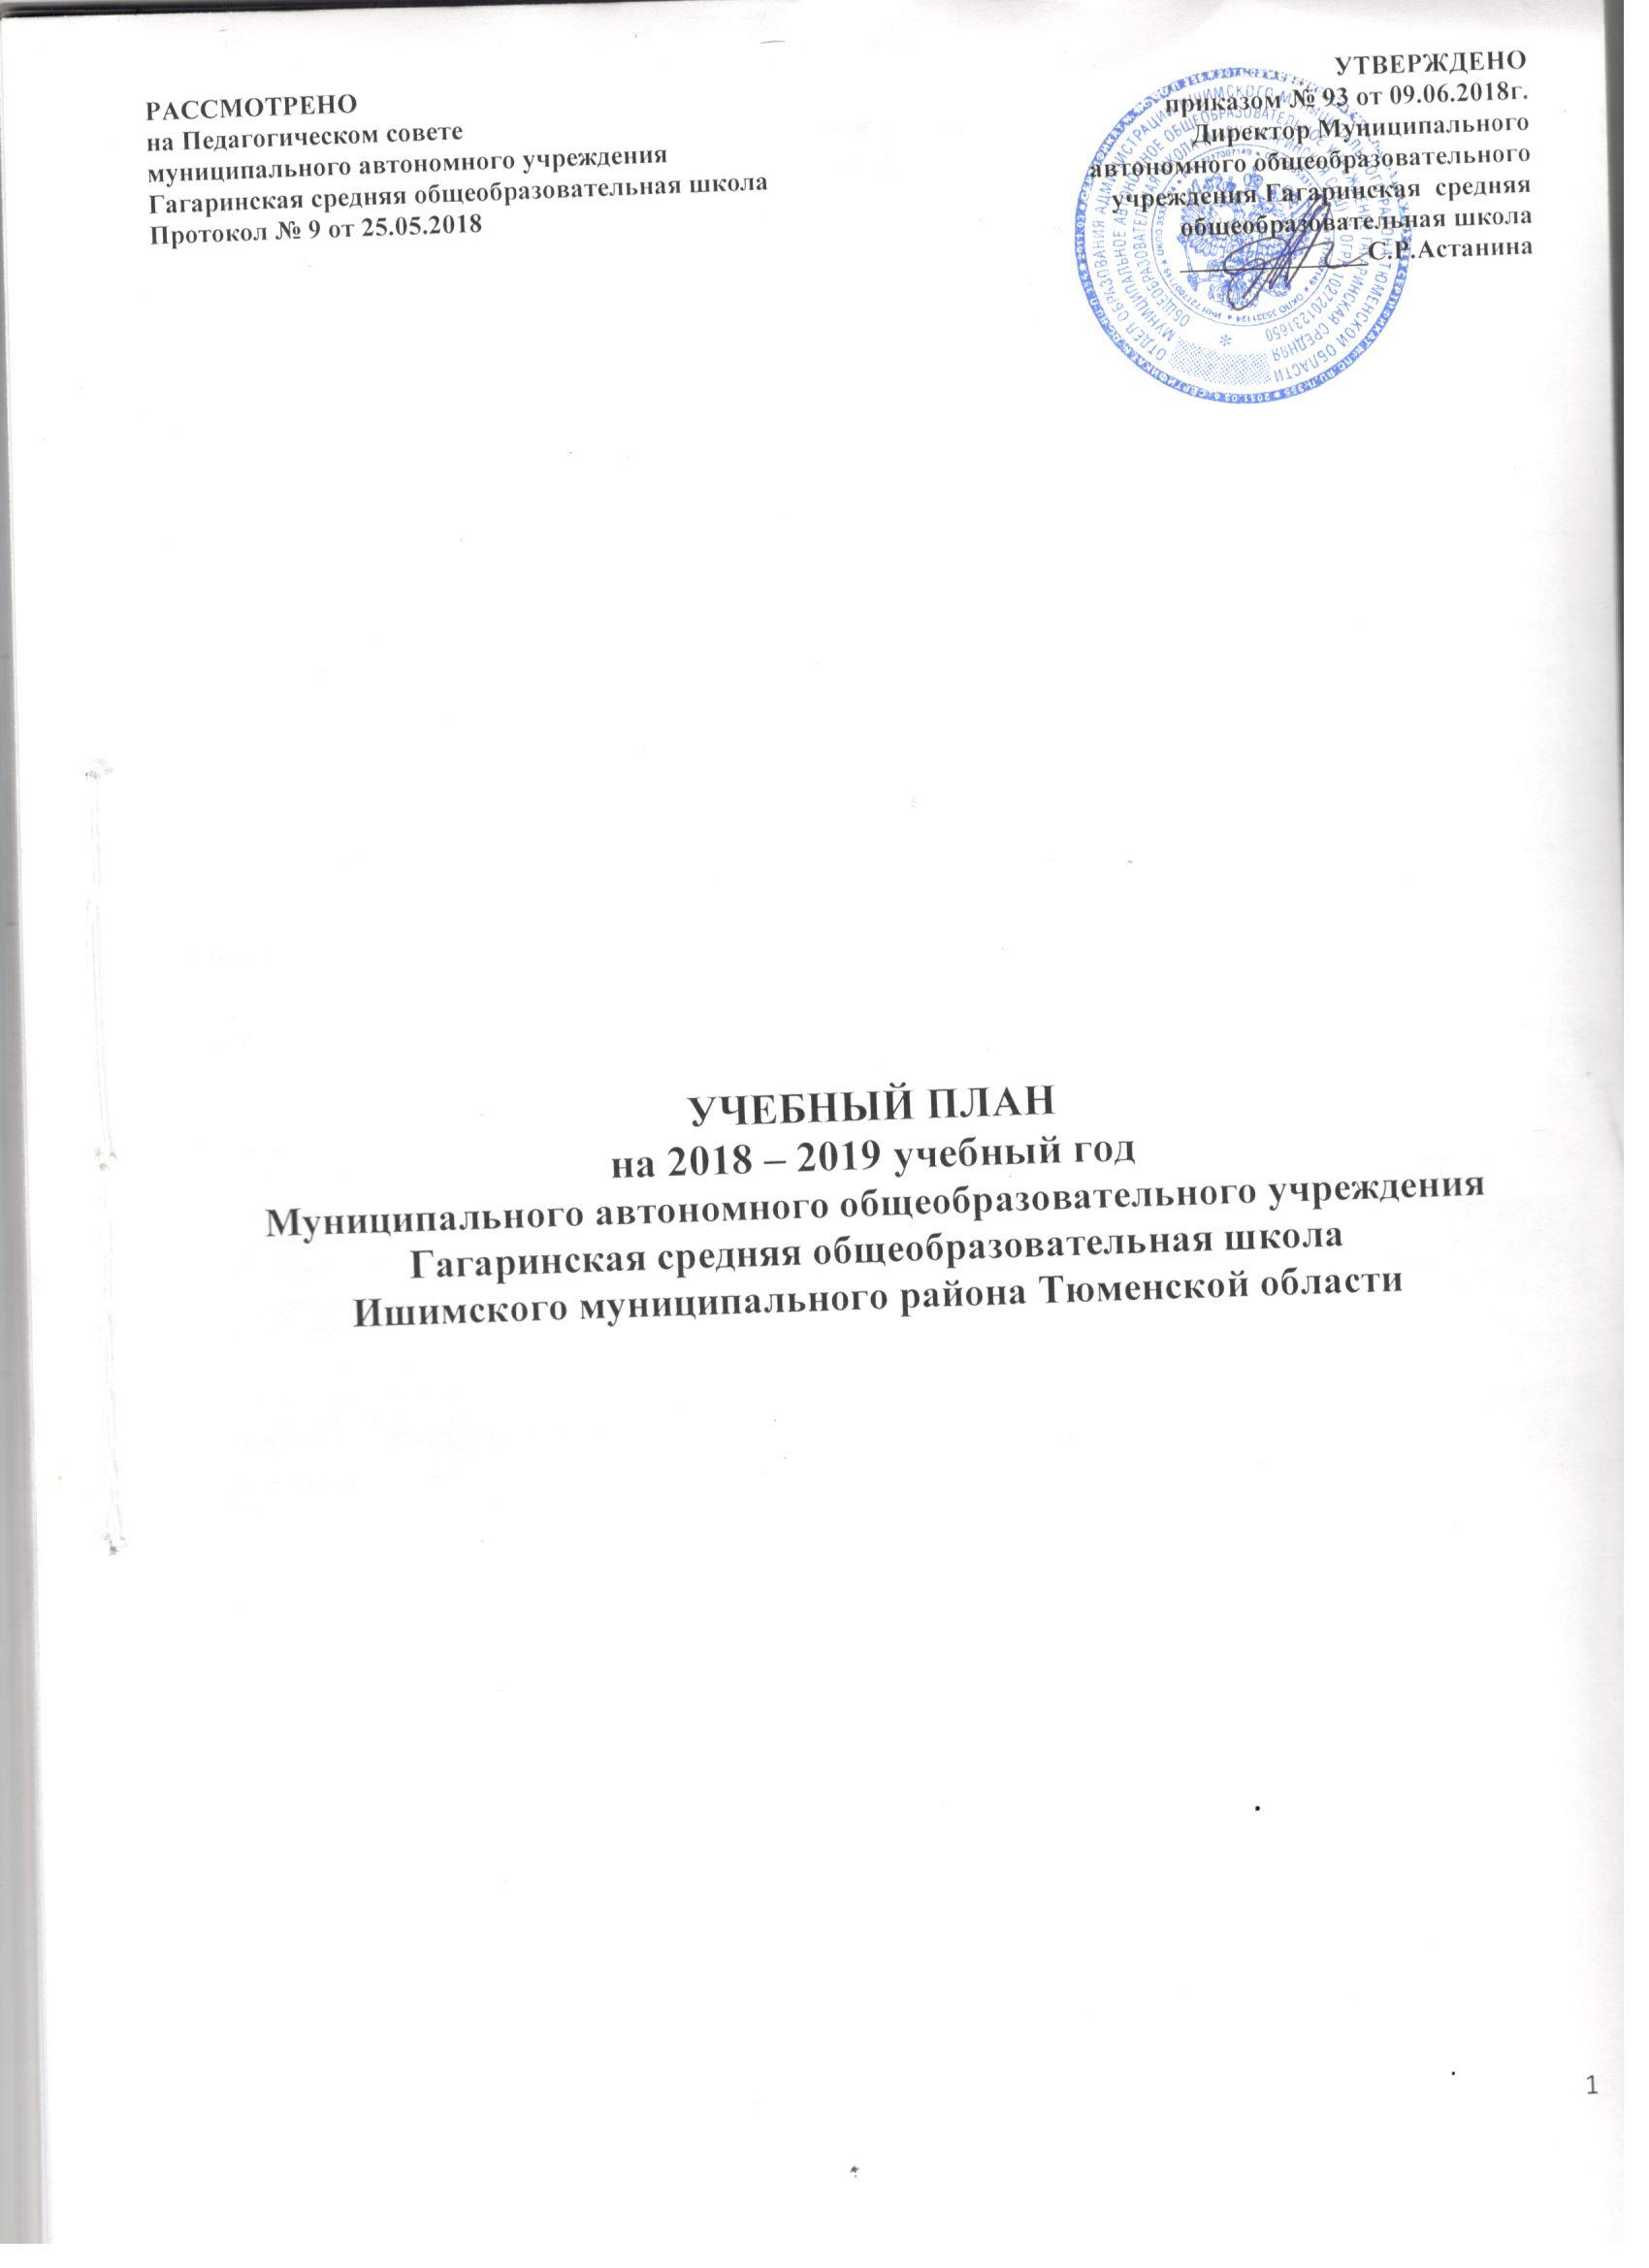 РАССМОТРЕНО
на Педагогическом совете
муниципального автономного учреждения
Гагаринская средняя общеобразовательная школа
Протокол № 9 от 25.05.2018
УТВЕРЖДЕНО
приказом № 93 от 09.06.2018г.
Директор Муниципального
автономного общеобразовательного
учреждения Гагаринская средняя
общеобразовательная школа
С.Р.Астанина
УЧЕБНЫЙ ПЛАН
на 2018 – 2019 учебный год
Муниципального автономного общеобразовательного учреждения
Гагаринская средняя общеобразовательная школа
Ишимского муниципального района Тюменской области
1